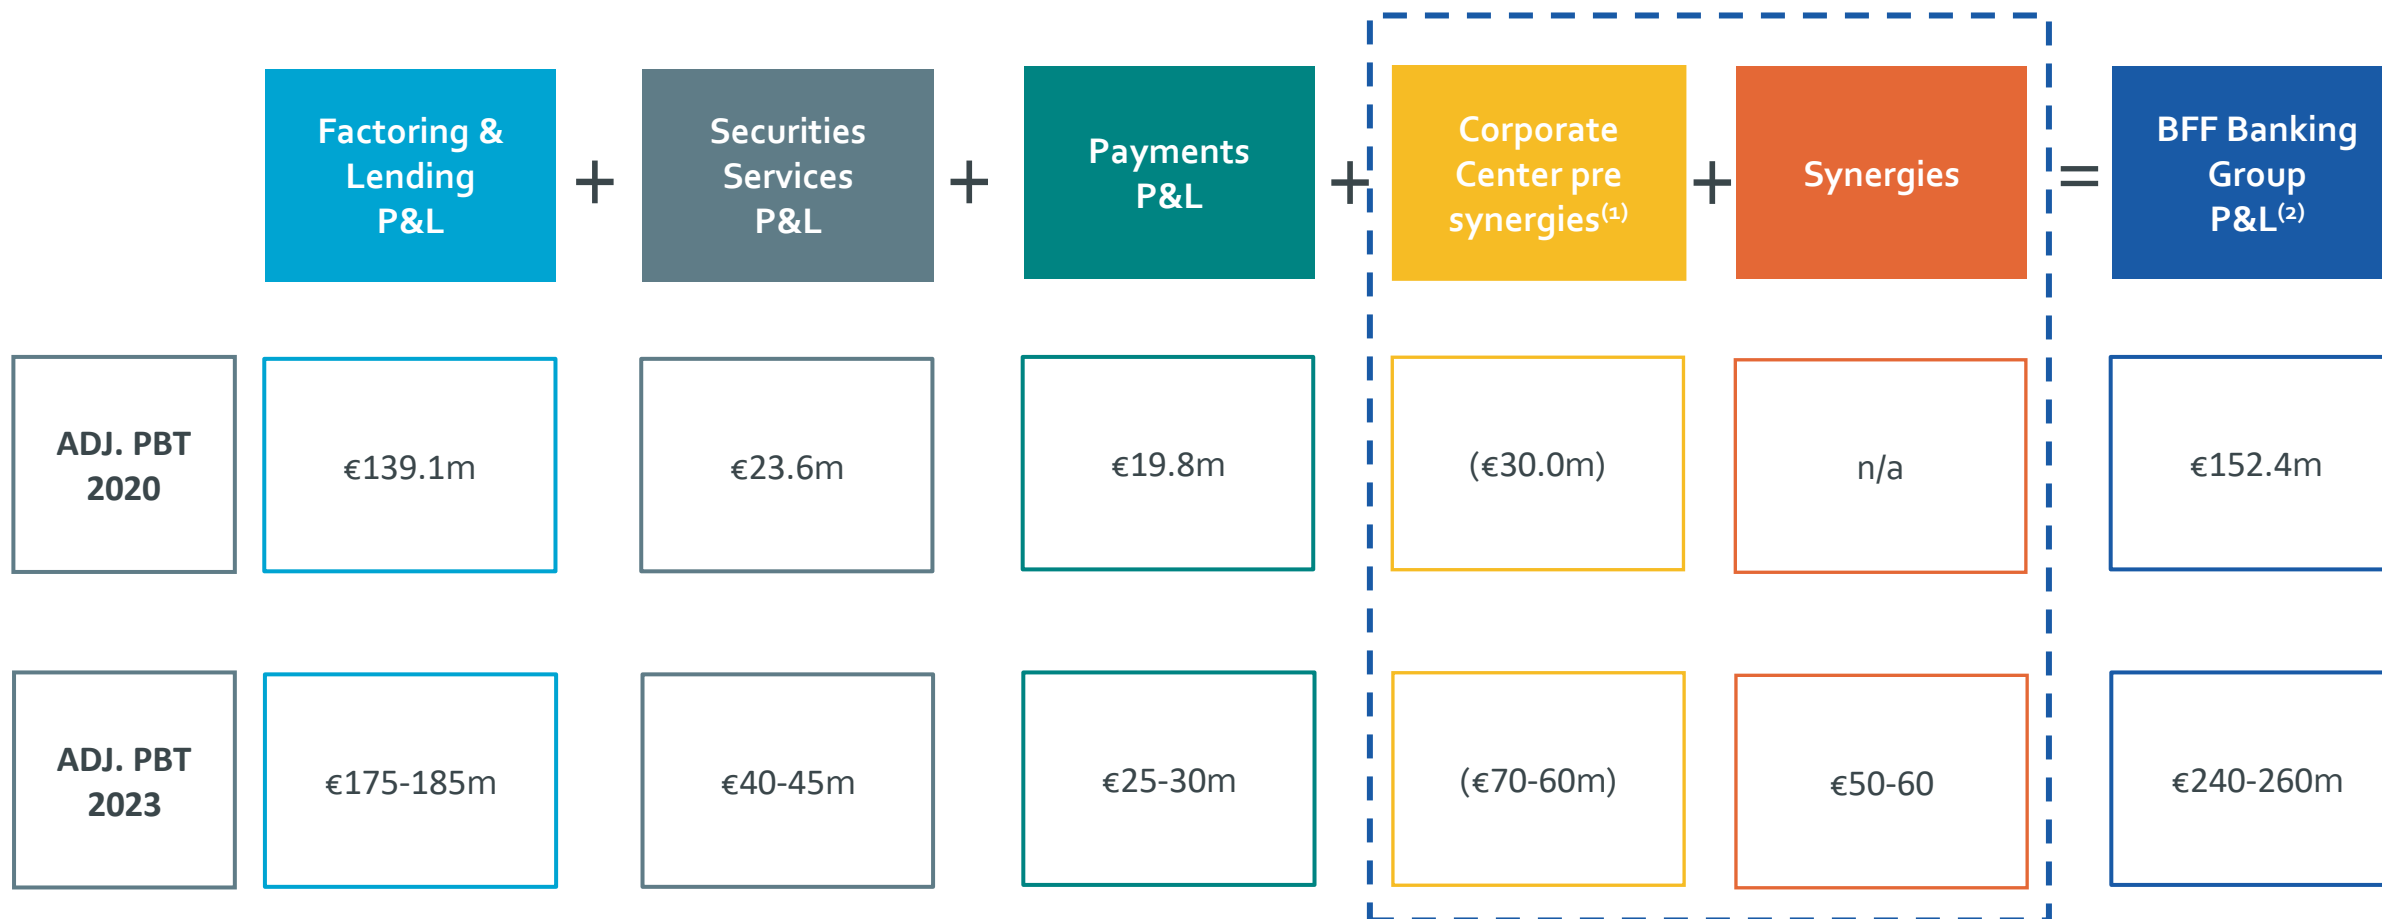 Factoring &
Lending
P&L
+
Securities
Services
P&L
+
Payments
P&L
+
Corporate
Center pre
synergies(1)
+
Synergies
=
BFF Banking
Group
P&L(2)
ADJ. PBT
2020
€139.1m
€23.6m
€19.8m
(€30.0m)
n/a
€152.4m
ADJ. PBT
2023
€175-185m
€40-45m
€25-30m
(€70-60m)
€50-60
€240-260m